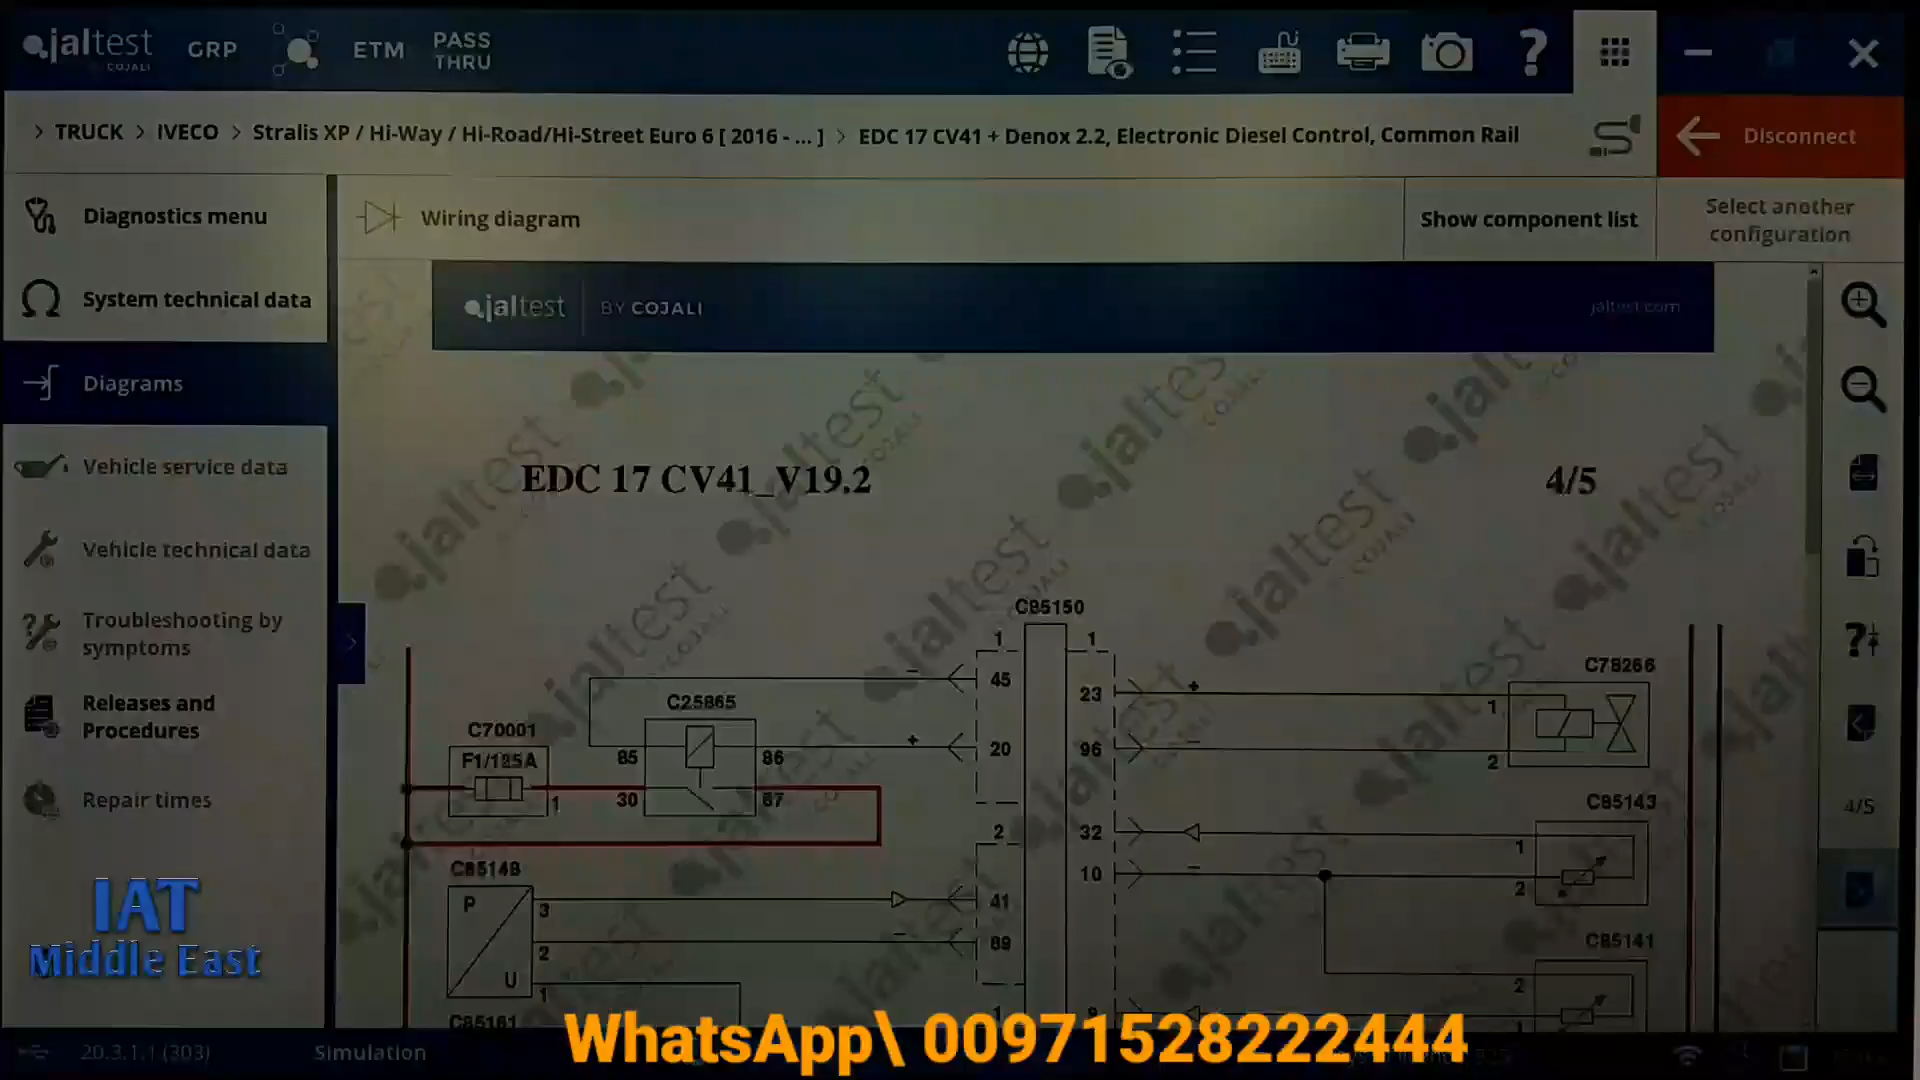 jaltest
COJALI
GRP
ETM
PASS
THRU
> TRUCK > IVECO > Stralis XP / Hi-Way / Hi-Road/Hi-Street Euro 6 [ 2016 - ... ] > EDC 17 CV41 + Denox 2.2, Electronic Diesel Control, Common Rail
Disconnect
Diagnostics menu
System technical data
Diagrams
Vehicle service data
Vehicle technical data
Troubleshooting by
symptoms
Releases and
Procedures
Repair times
Wiring diagram
Show component list
Select another
configuration
jaltest BY COJALI
jaltest.com
EDC 17 CV41_V19.2
4/5
C85150
1
1
45
20
2
41
89
1
23
96
32
10
9
C25865
85
86
30
87
C70001
F1/125A
1
C85148
P
U
3
2
1
C85161
C78266
1
2
C85143
1
2
C85141
2
4/5
IAT
Middle East
20.3.1.1 (303)
Simulation
WhatsApp\ 00971528222444